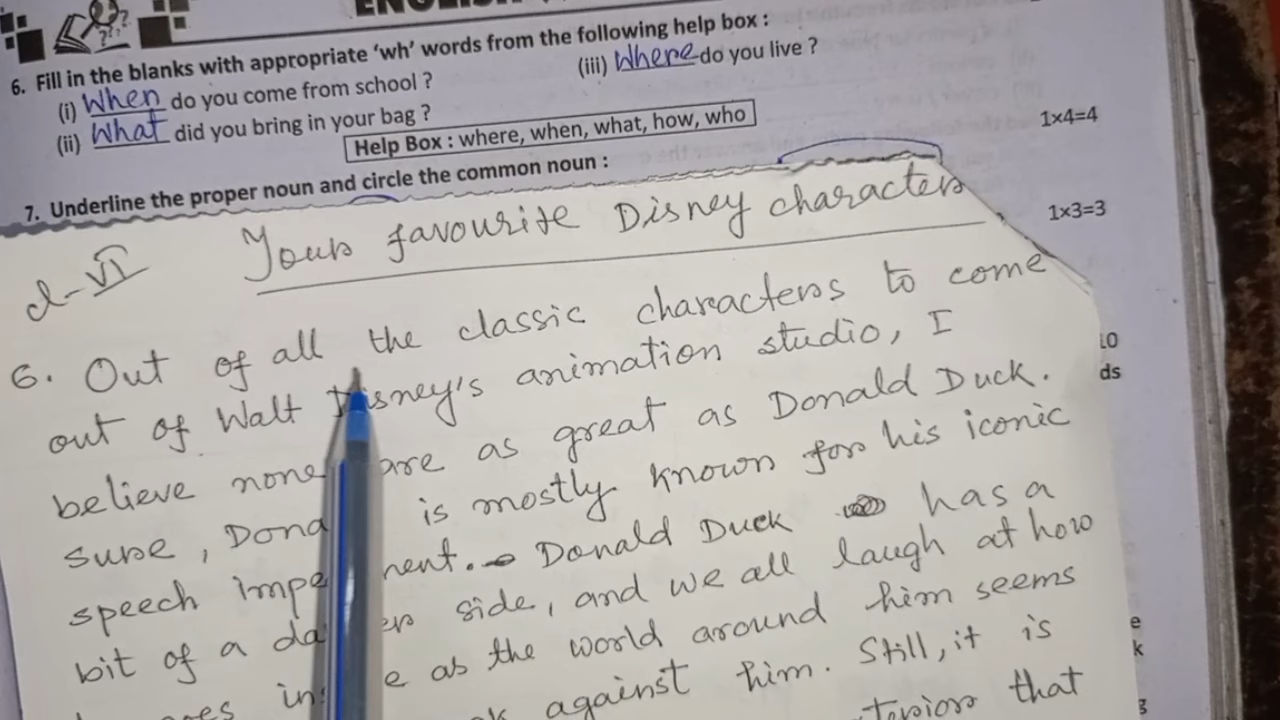 6. Fill in the blanks with appropriate 'wh' words from the following help box :
(i) When do you come from school ?
(iii) Where do you live ?
(ii) What did you bring in your bag ?
Help Box : where, when, what, how, who
1×4=4
7. Underline the proper noun and circle the common noun :
1×3=3
cl-VI
Your favourite Disney character
6. Out of all the classic characters to come
out of Walt Disney's animation studio, I
believe none are as great as Donald Duck.
sure, Dona is mostly known for his iconic
speech impe ment. Donald Duck has a
bit of a da er side, and we all laugh at how
in e as the world around him seems
against him. Still, it is
that
10
ds
e
k
3